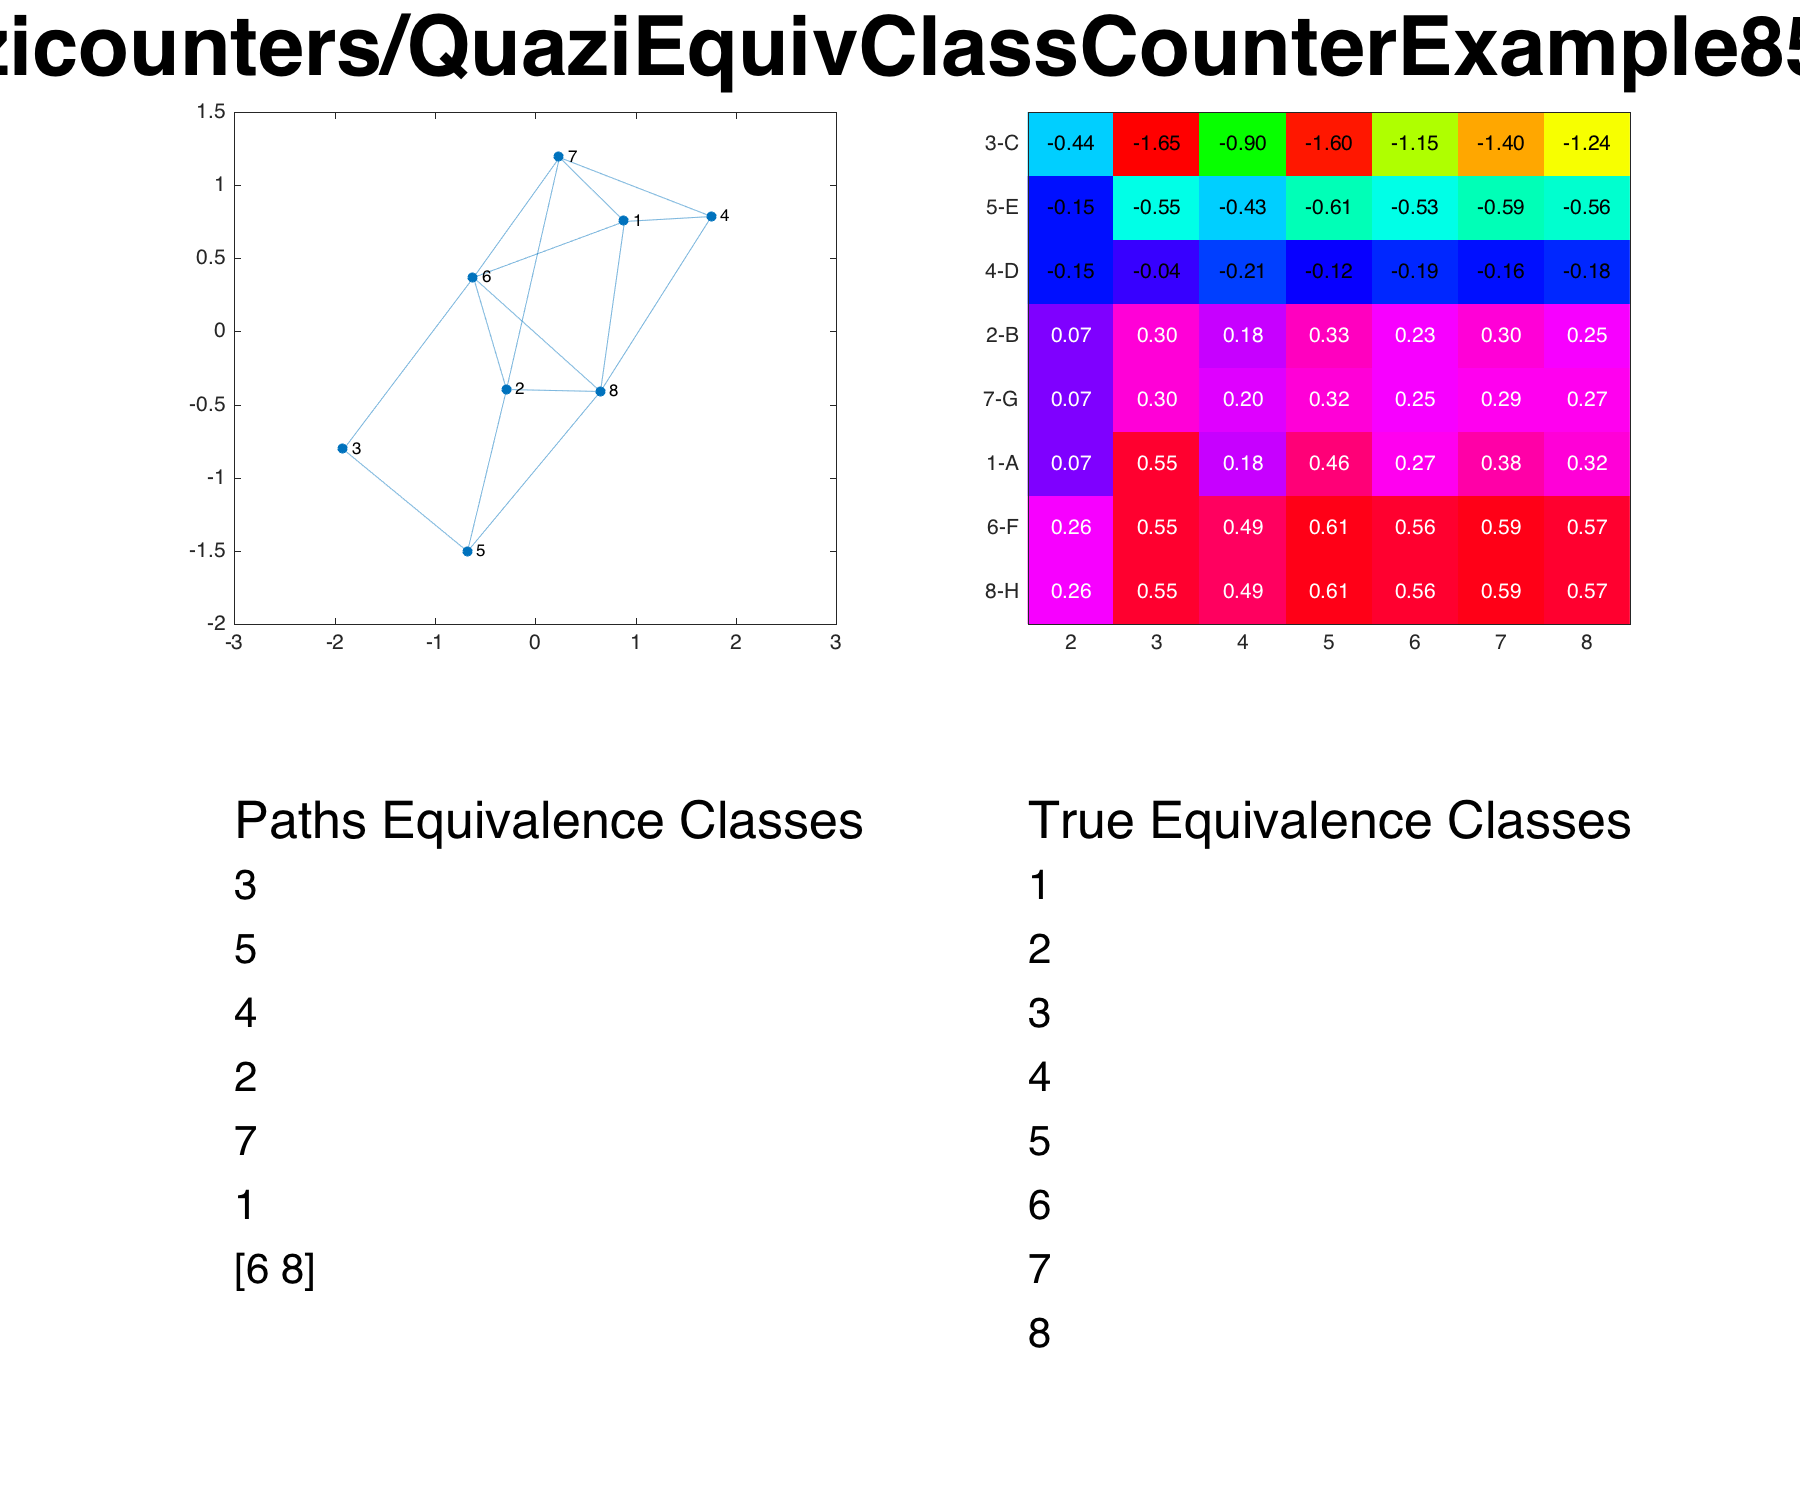 zicounters/QuaziEquivClassCounterExample85
1.5
1
0.5
0
-0.5
-1
-1.5
-2
-3 -2 -1 0 1 2 3
7
1
4
6
2
8
3
5
3-C -0.44 -1.65 -0.90 -1.60 -1.15 -1.40 -1.24
5-E -0.15 -0.55 -0.43 -0.61 -0.53 -0.59 -0.56
4-D -0.15 -0.04 -0.21 -0.12 -0.19 -0.16 -0.18
2-B 0.07 0.30 0.18 0.33 0.23 0.30 0.25
7-G 0.07 0.30 0.20 0.32 0.25 0.29 0.27
1-A 0.07 0.55 0.18 0.46 0.27 0.38 0.32
6-F 0.26 0.55 0.49 0.61 0.56 0.59 0.57
8-H 0.26 0.55 0.49 0.61 0.56 0.59 0.57
2 3 4 5 6 7 8
Paths Equivalence Classes
3
5
4
2
7
1
[6 8]
True Equivalence Classes
1
2
3
4
5
6
7
8